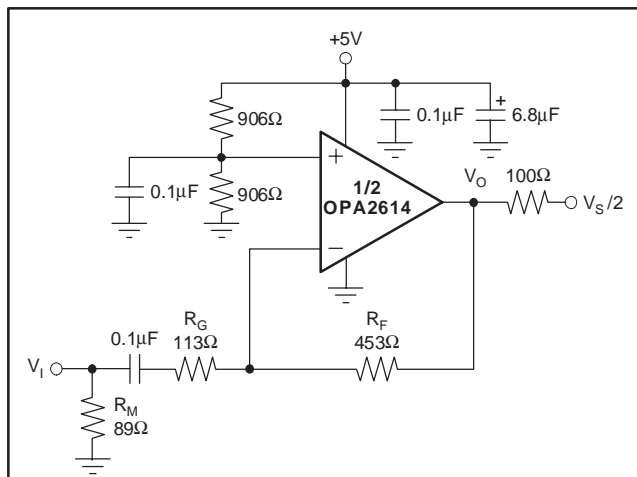 +5V
906Ω
0.1μF
+
6.8μF
0.1μF
906Ω
+
1/2
OPA2614
−
V_O
100Ω
V_S/2
R_G
113Ω
0.1μF
R_F
453Ω
V_I
R_M
89Ω